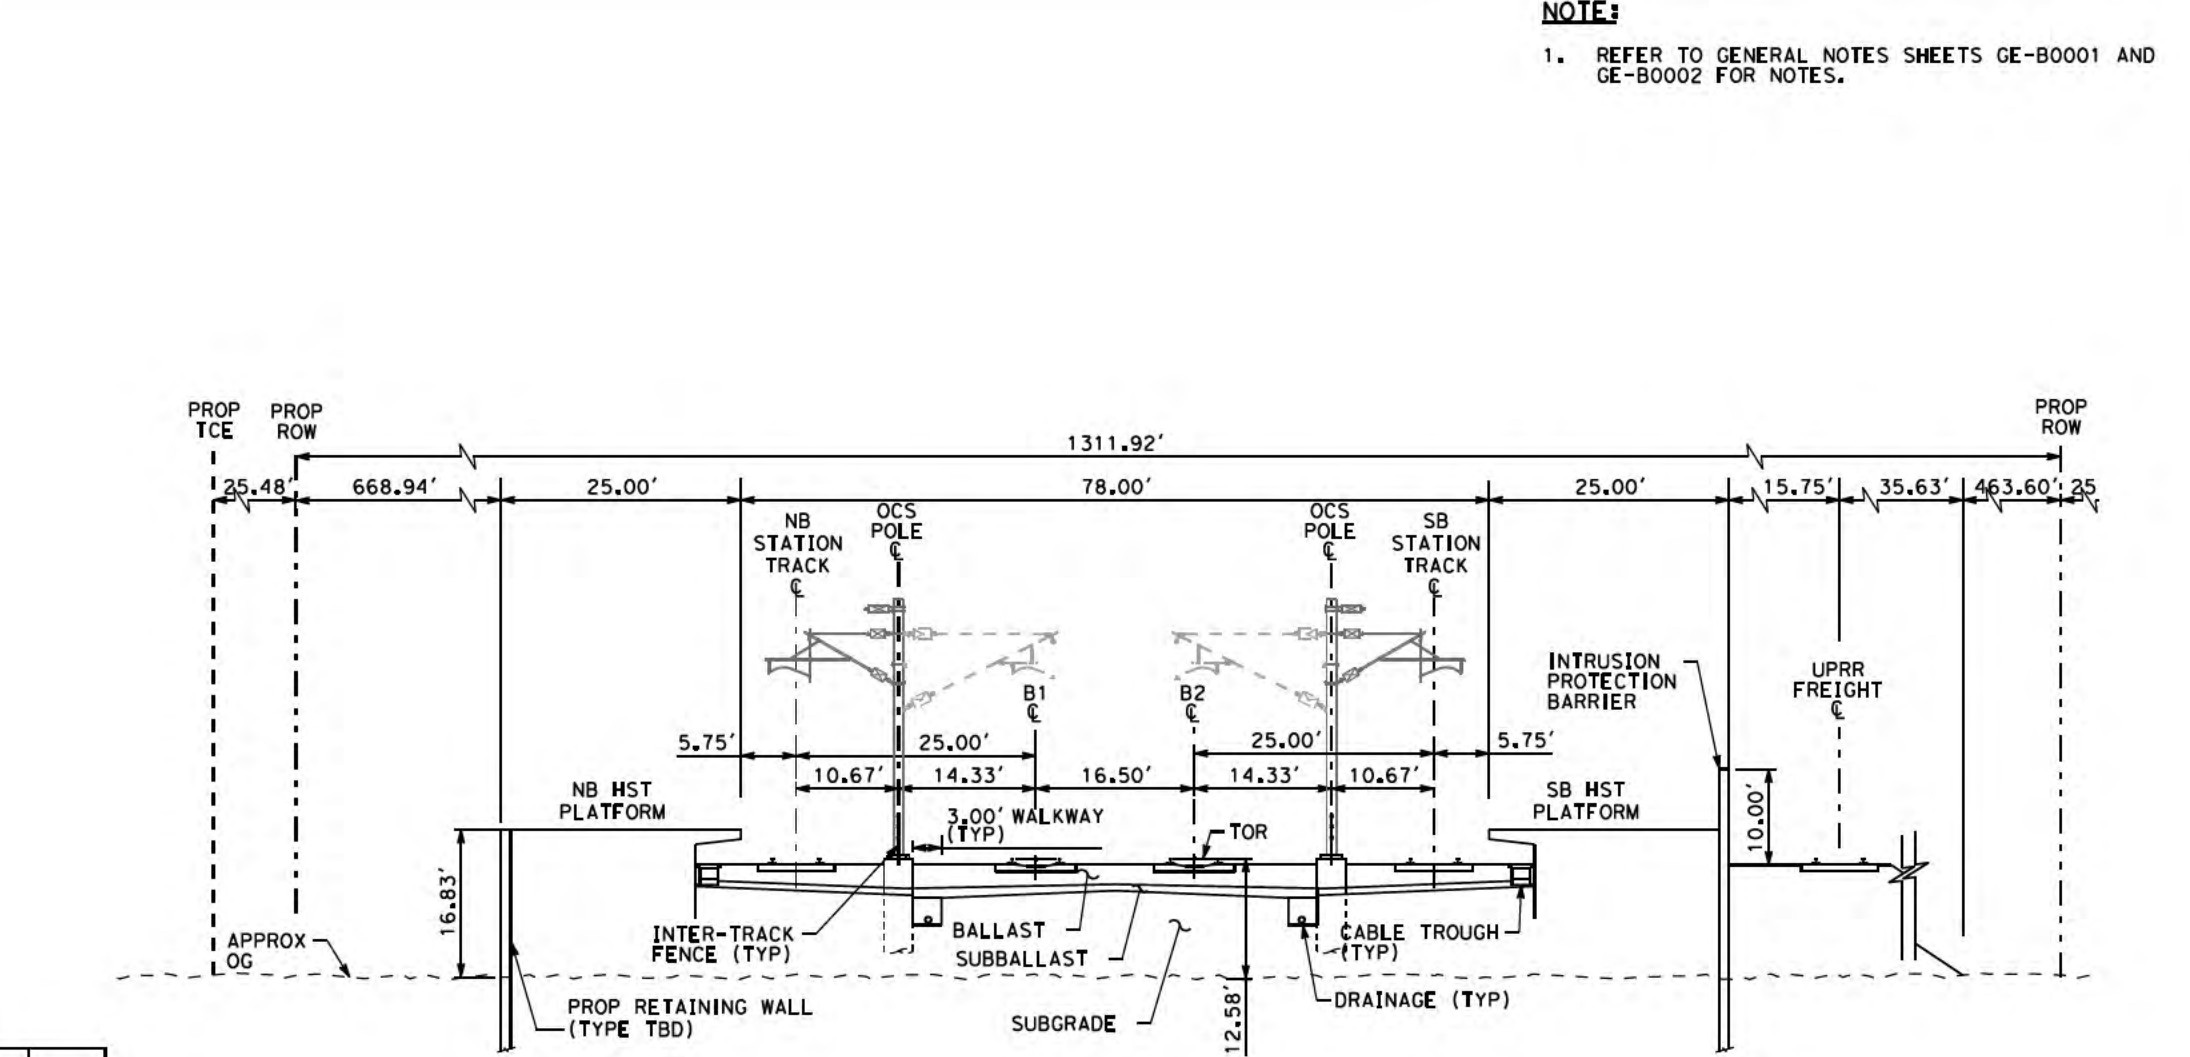 NOTE:
1. REFER TO GENERAL NOTES SHEETS GE-B0001 AND
GE-B0002 FOR NOTES.
PROP
TCE
PROP
ROW
PROP
ROW
1311.92'
25.48'
668.94'
25.00'
78.00'
25.00'
15.75'
35.63'
463.60'
25
NB
STATION
TRACK
℄
OCS
POLE
℄
OCS
POLE
℄
SB
STATION
TRACK
℄
INTRUSION
PROTECTION
BARRIER
UPRR
FREIGHT
℄
B1
℄
B2
℄
5.75'
25.00'
25.00'
5.75'
10.67'
14.33'
16.50'
14.33'
10.67'
NB HST
PLATFORM
3.00' WALKWAY
(TYP)
TOR
SB HST
PLATFORM
10.00'
16.83'
APPROX
OG
INTER-TRACK
FENCE (TYP)
BALLAST
SUBBALLAST
CABLE TROUGH
(TYP)
PROP RETAINING WALL
(TYPE TBD)
SUBGRADE
12.58'
DRAINAGE (TYP)